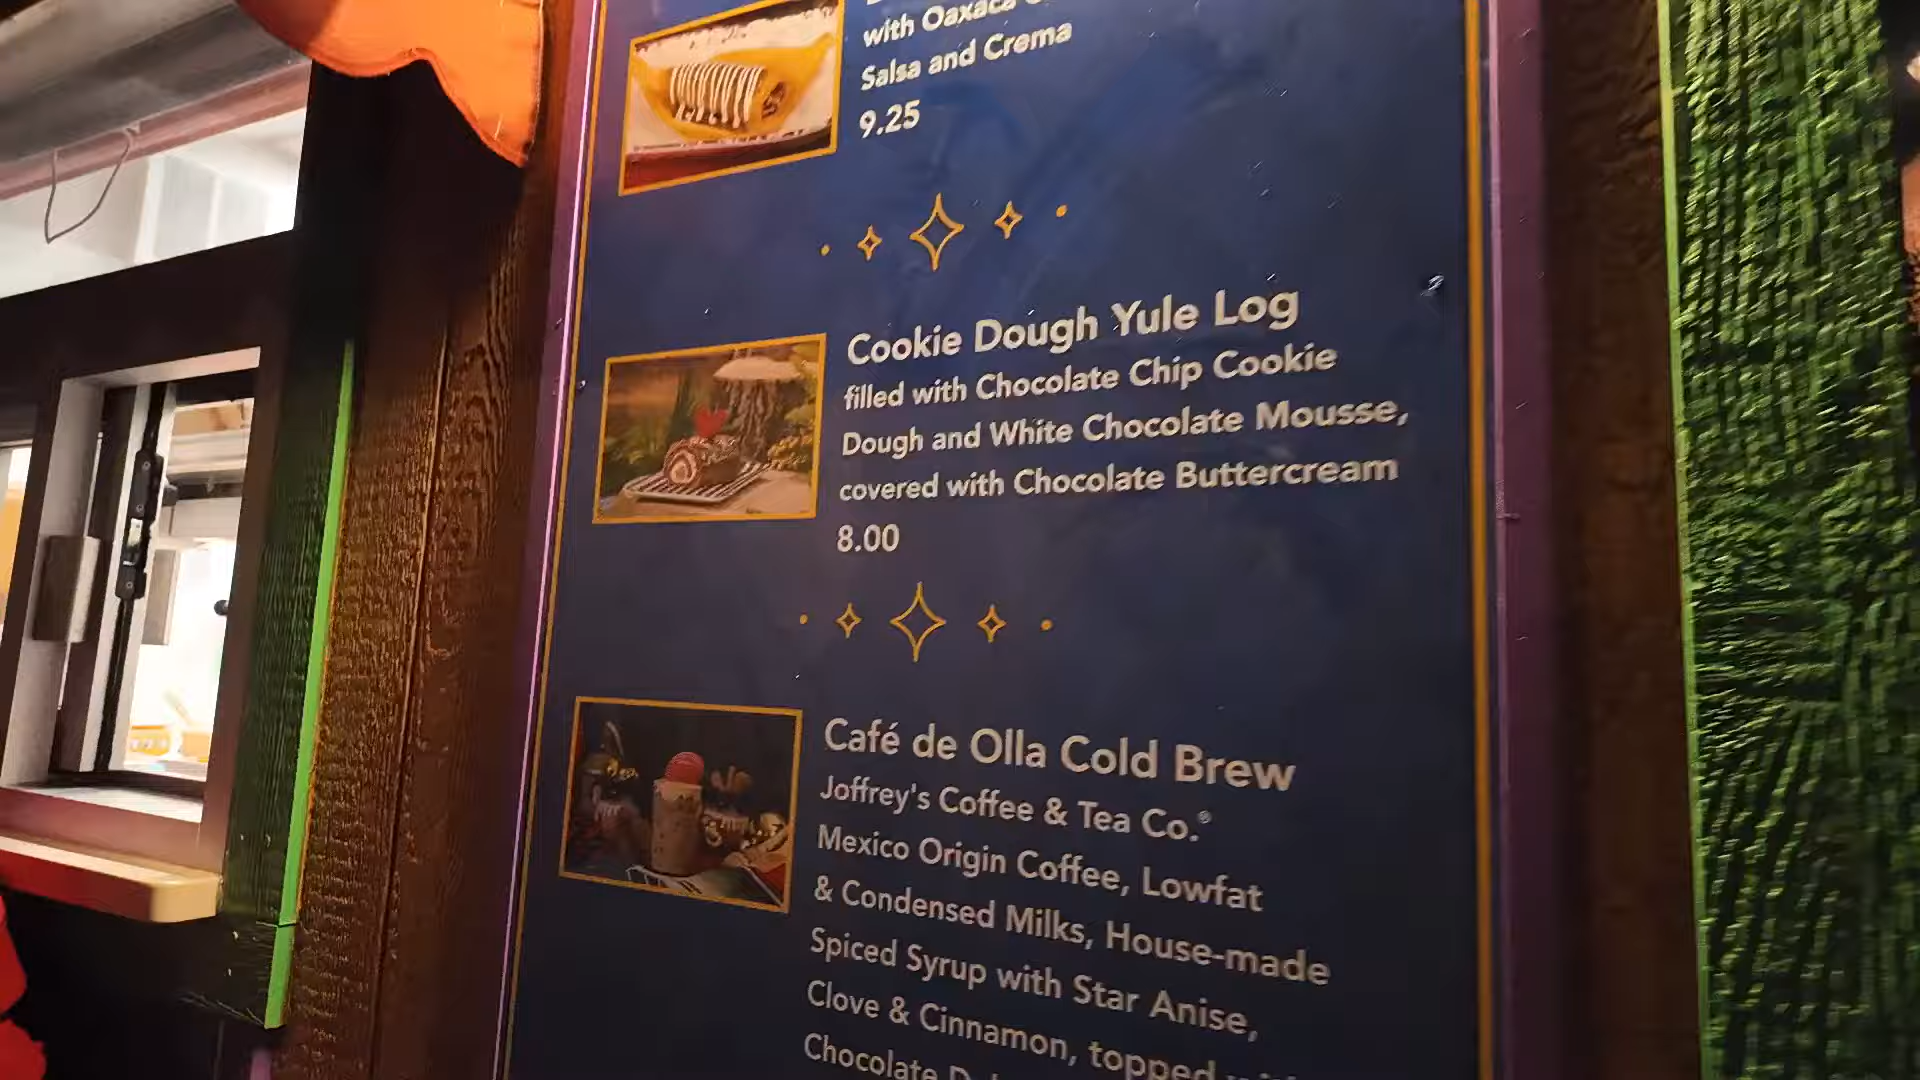 with Oaxaca
Salsa and Crema
9.25
Cookie Dough Yule Log
filled with Chocolate Chip Cookie
Dough and White Chocolate Mousse,
covered with Chocolate Buttercream
8.00
Café de Olla Cold Brew
Joffrey's Coffee & Tea Co.®
Mexico Origin Coffee, Lowfat
& Condensed Milks, House-made
Spiced Syrup with Star Anise,
Clove & Cinnamon, topped
Chocolate